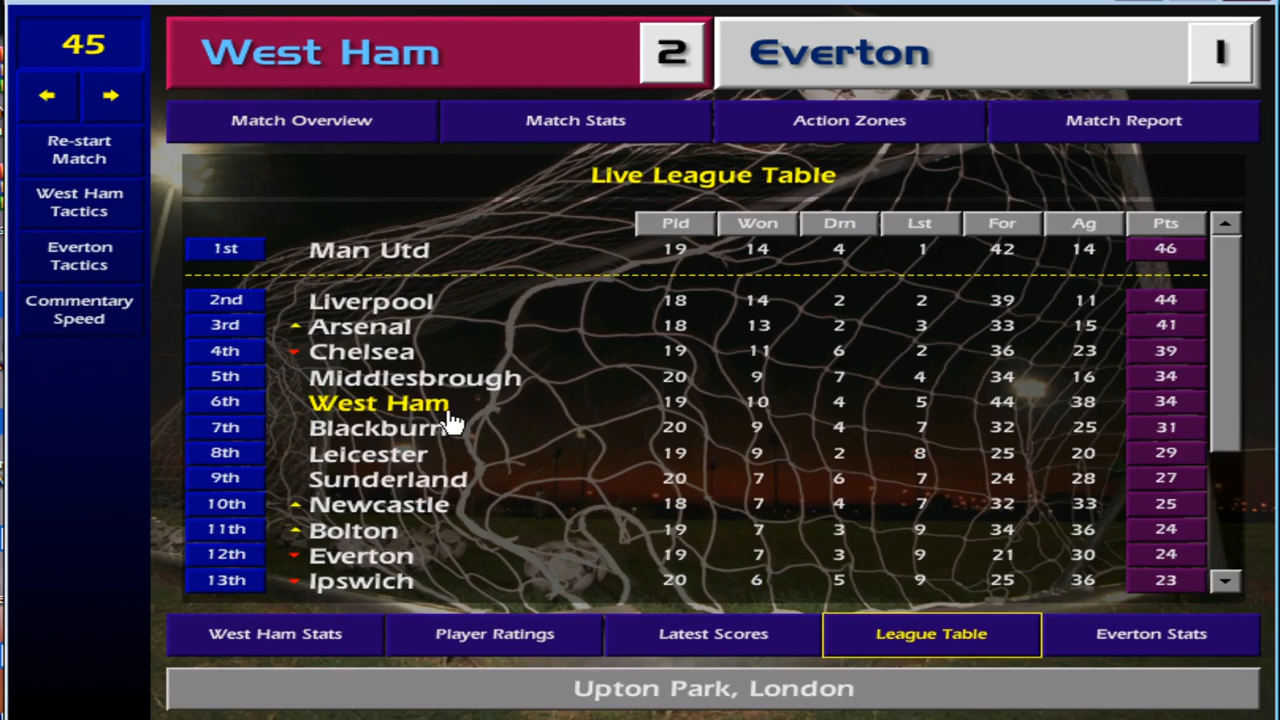 45
West Ham 2 Everton 1
Re-start
Match
West Ham
Tactics
Everton
Tactics
Commentary
Speed
Match Overview Match Stats Action Zones Match Report
Live League Table
Pld Won Drn Lst For Ag Pts
1st Man Utd 19 14 4 1 42 14 46
2nd Liverpool 18 14 2 2 39 11 44
3rd Arsenal 18 13 2 3 33 15 41
4th Chelsea 19 11 6 2 36 23 39
5th Middlesbrough 20 9 7 4 34 16 34
6th West Ham 19 10 4 5 44 38 34
7th Blackburn 20 9 4 7 32 25 31
8th Leicester 19 9 2 8 25 20 29
9th Sunderland 20 7 6 7 24 28 27
10th Newcastle 18 7 4 7 32 33 25
11th Bolton 19 7 3 9 34 36 24
12th Everton 19 7 3 9 21 30 24
13th Ipswich 20 6 5 9 25 36 23
West Ham Stats Player Ratings Latest Scores League Table Everton Stats
Upton Park, London